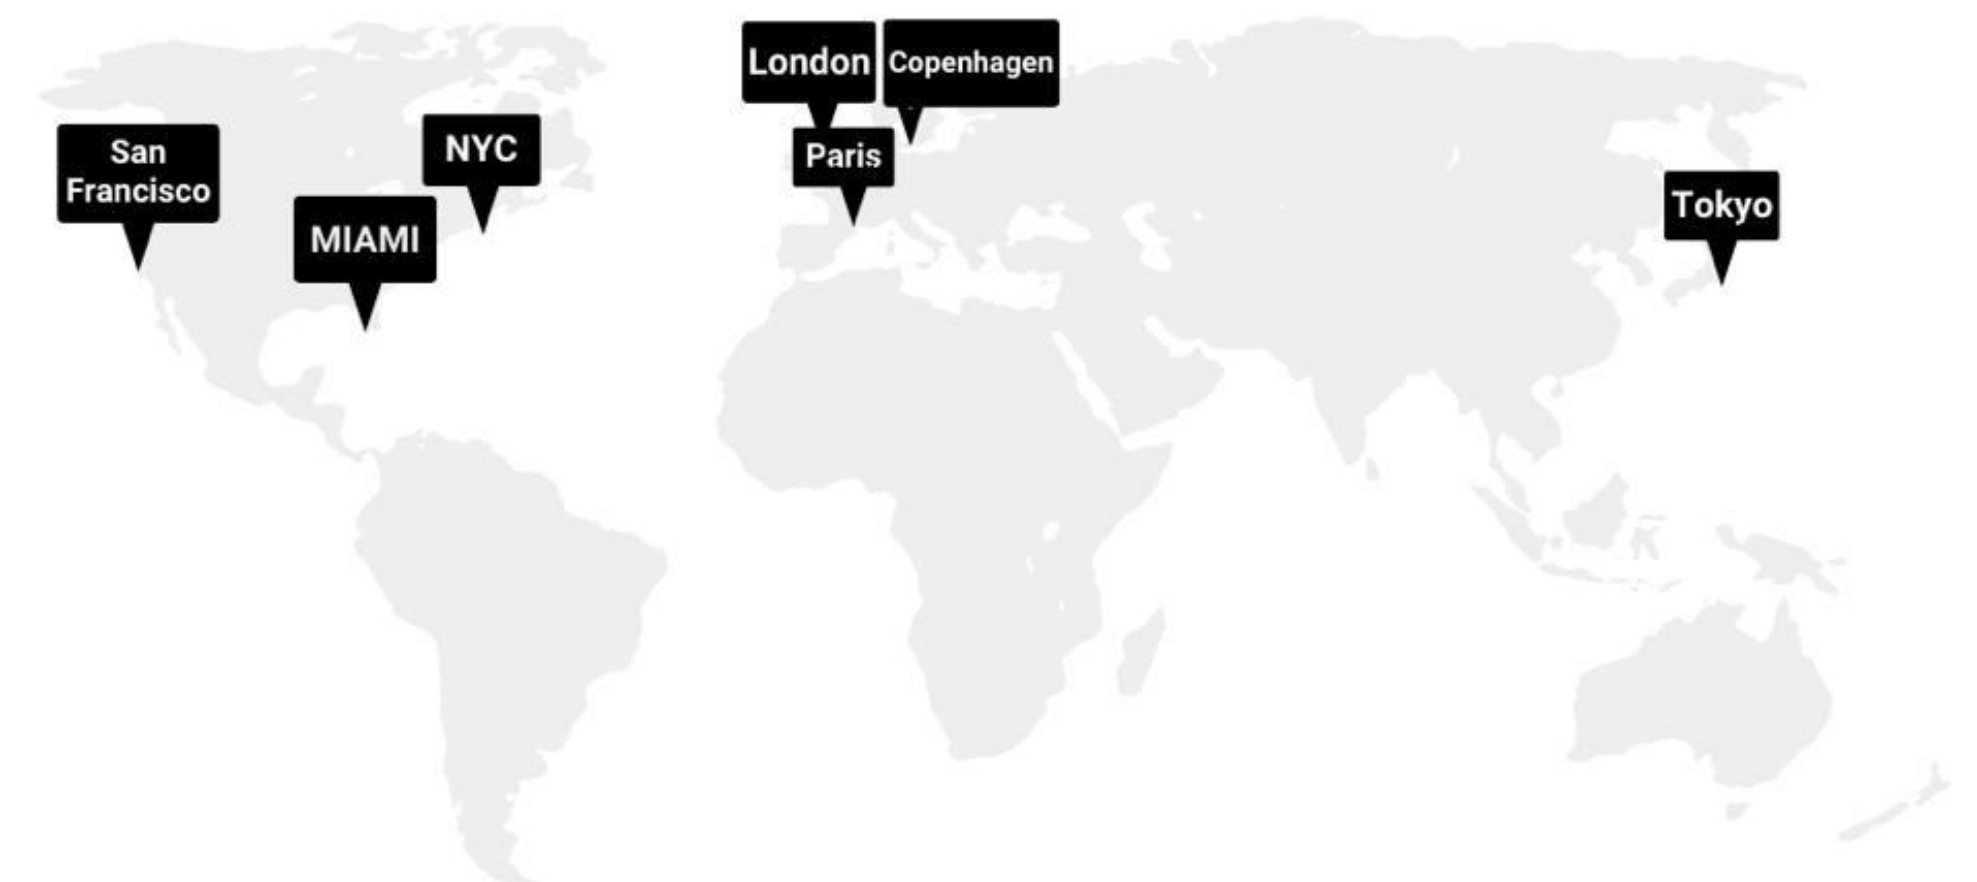 London
Copenhagen
San
Francisco
NYC
Paris
MIAMI
Tokyo